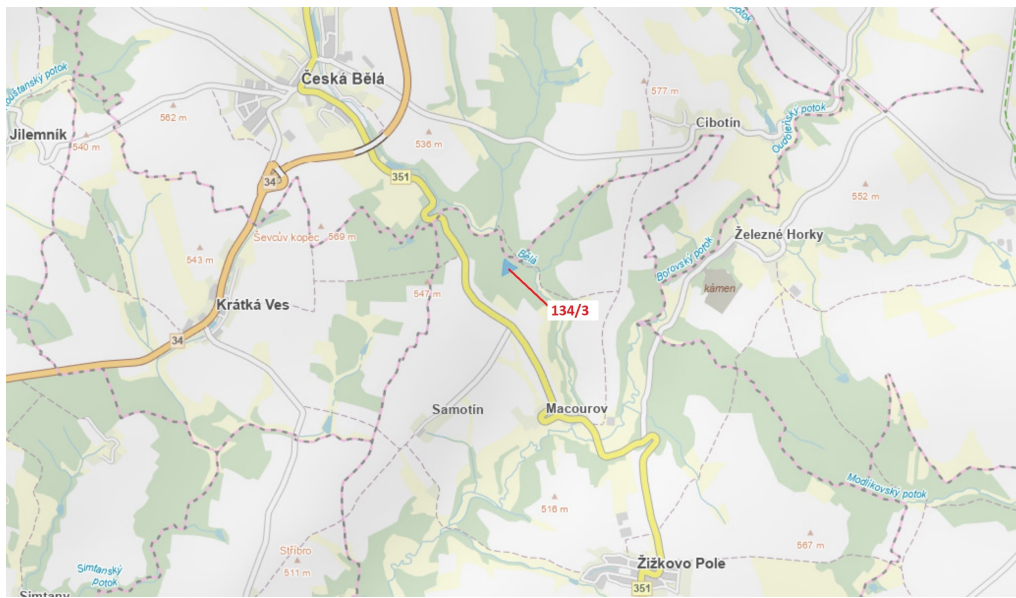 Česká Bělá
577 m
Jilemník
540 m
562 m
536 m
Cibotín
Oudoleňský potok
351
34
552 m
Ševcův kopec
569 m
543 m
Bělá
Železné Horky
Borovský potok
kámen
547 m
Krátká Ves
134/3
34
Samotín
Macourov
Modlíkovský potok
516 m
567 m
Stříbro
511 m
Simtanský
potok
Žižkovo Pole
351
Simtany